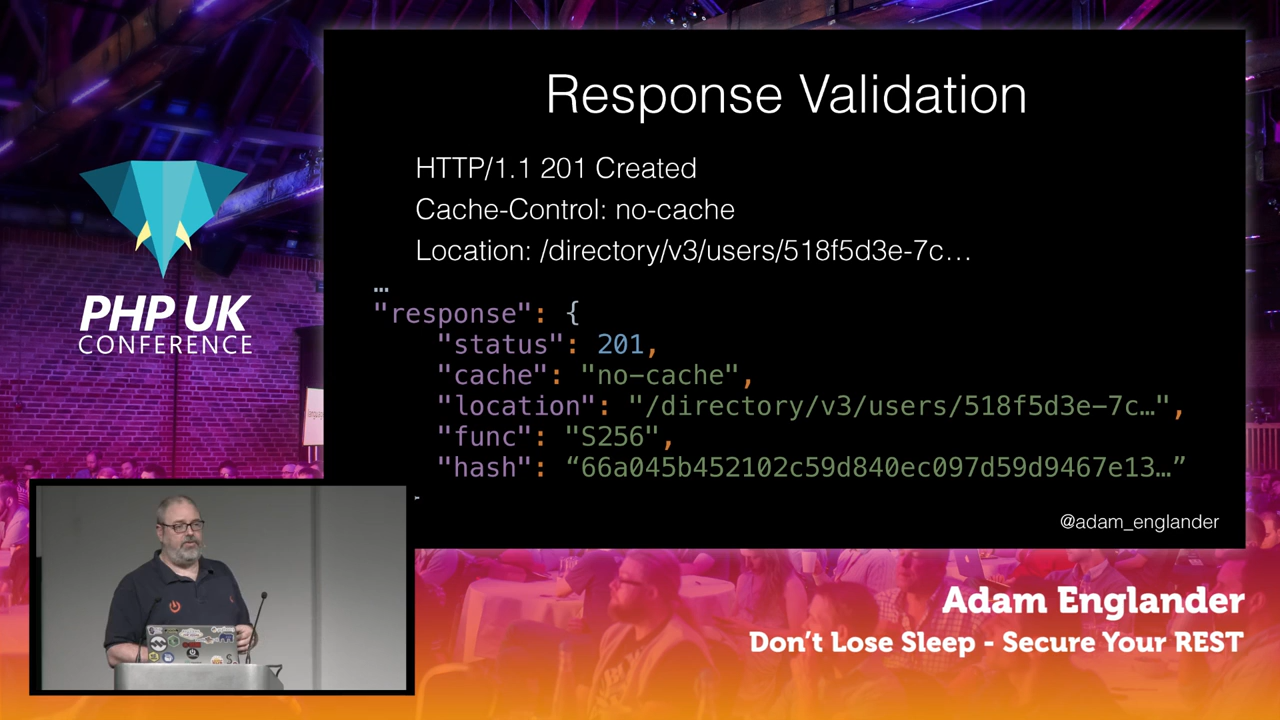 Response Validation
HTTP/1.1 201 Created
Cache-Control: no-cache
Location: /directory/v3/users/518f5d3e-7c…
…
"response": {
"status": 201,
"cache": "no-cache",
"location": "/directory/v3/users/518f5d3e-7c…",
"func": "S256",
"hash": “66a045b452102c59d840ec097d59d9467e13…”
@adam_englander
PHP UK
CONFERENCE
Adam Englander
Don’t Lose Sleep - Secure Your REST